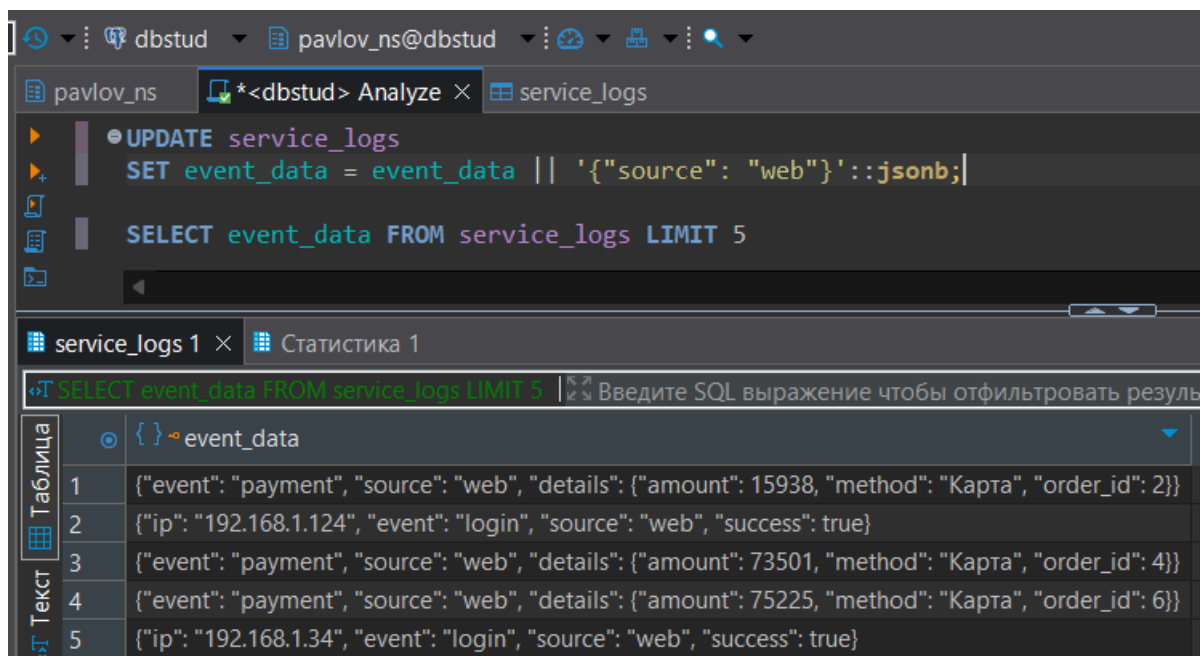 dbstud pavlov_ns@dbstud
pavlov_ns *<dbstud> Analyze service_logs
UPDATE service_logs
SET event_data = event_data || '{"source": "web"}'::jsonb;
SELECT event_data FROM service_logs LIMIT 5
service_logs 1 Статистика 1
SELECT event_data FROM service_logs LIMIT 5 Введите SQL выражение чтобы отфильтровать резуль
Таблица
Текст
event_data
1 {"event": "payment", "source": "web", "details": {"amount": 15938, "method": "Карта", "order_id": 2}}
2 {"ip": "192.168.1.124", "event": "login", "source": "web", "success": true}
3 {"event": "payment", "source": "web", "details": {"amount": 73501, "method": "Карта", "order_id": 4}}
4 {"event": "payment", "source": "web", "details": {"amount": 75225, "method": "Карта", "order_id": 6}}
5 {"ip": "192.168.1.34", "event": "login", "source": "web", "success": true}